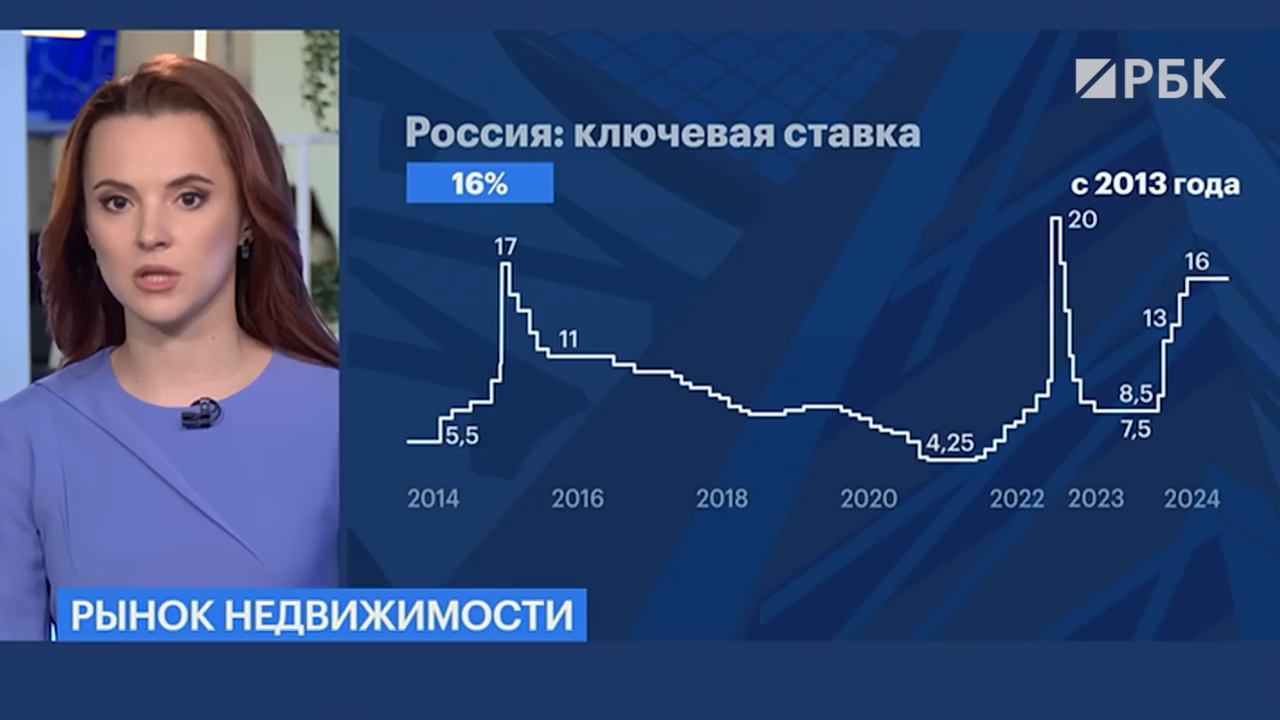 РБК
Россия: ключевая ставка
16%
с 2013 года
20
17
16
13
11
8,5
5,5
7,5
4,25
2014 2016 2018 2020 2022 2023 2024
РЫНОК НЕДВИЖИМОСТИ